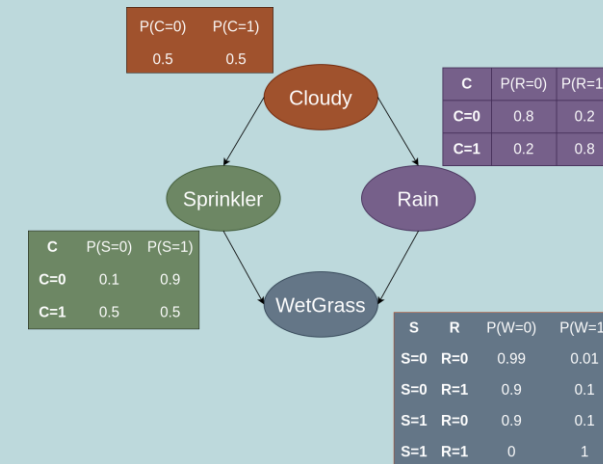 P(C=0) P(C=1)
0.5 0.5
Cloudy
C P(R=0) P(R=1
C=0 0.8 0.2
C=1 0.2 0.8
Sprinkler
Rain
C P(S=0) P(S=1)
C=0 0.1 0.9
C=1 0.5 0.5
WetGrass
S R P(W=0) P(W=1
S=0 R=0 0.99 0.01
S=0 R=1 0.9 0.1
S=1 R=0 0.9 0.1
S=1 R=1 0 1